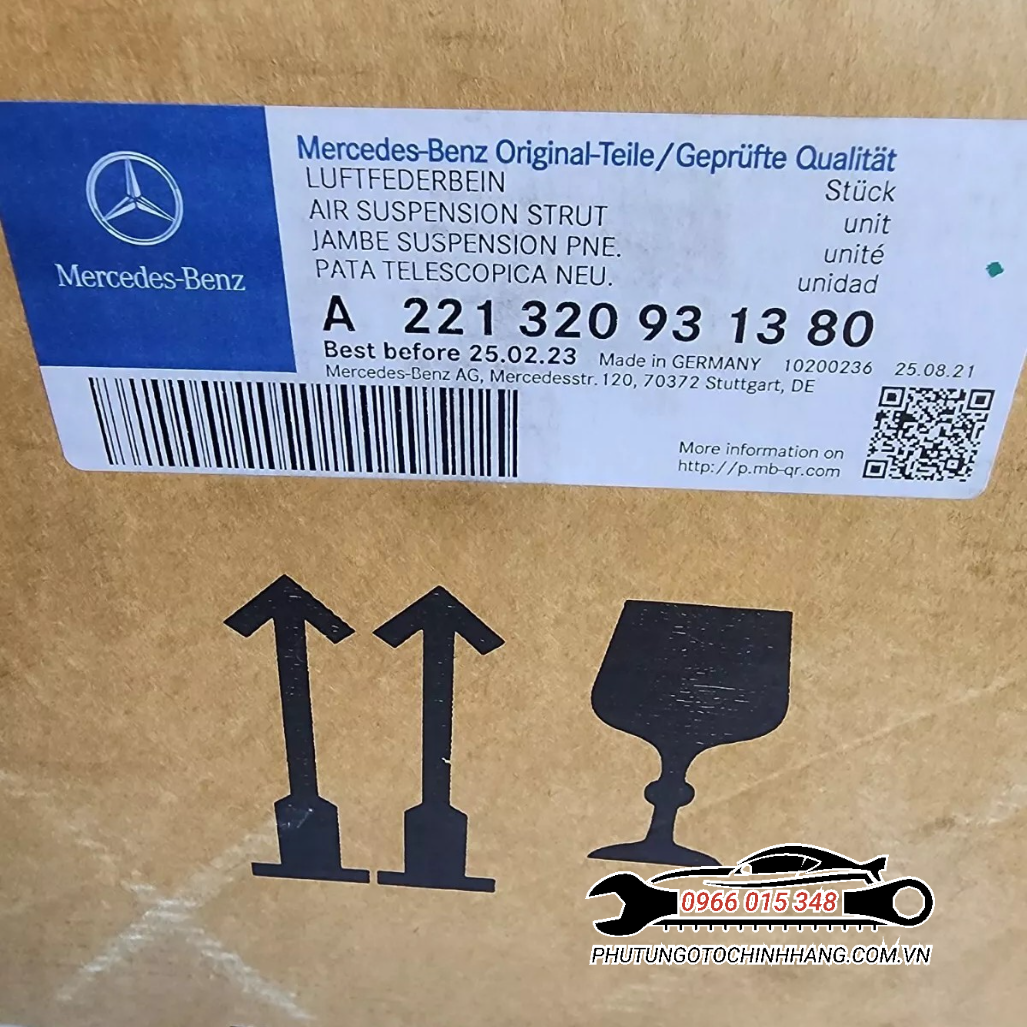 Mercedes-Benz
Mercedes-Benz Original-Teile/Geprüfte Qualität
LUFTFEDERBEIN Stück
AIR SUSPENSION STRUT unit
JAMBE SUSPENSION PNE. unité
PATA TELESCOPICA NEU. unidad
A 221 320 93 13 80
Best before 25.02.23 Made in GERMANY 10200236 25.08.21
Mercedes-Benz AG, Mercedesstr. 120, 70372 Stuttgart, DE
More information on
http://p.mb-qr.com
0966 015 348
PHUTUNGOTOCHINHHANG.COM.VN